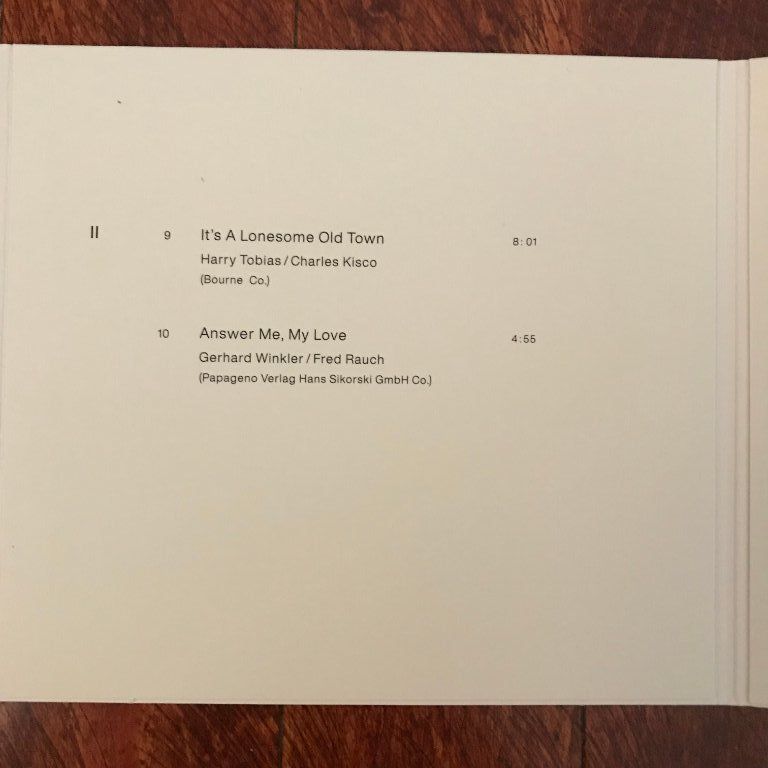 II 9 It's A Lonesome Old Town 8:01
Harry Tobias / Charles Kisco
(Bourne Co.)
10 Answer Me, My Love 4:55
Gerhard Winkler / Fred Rauch
(Papageno Verlag Hans Sikorski GmbH Co.)